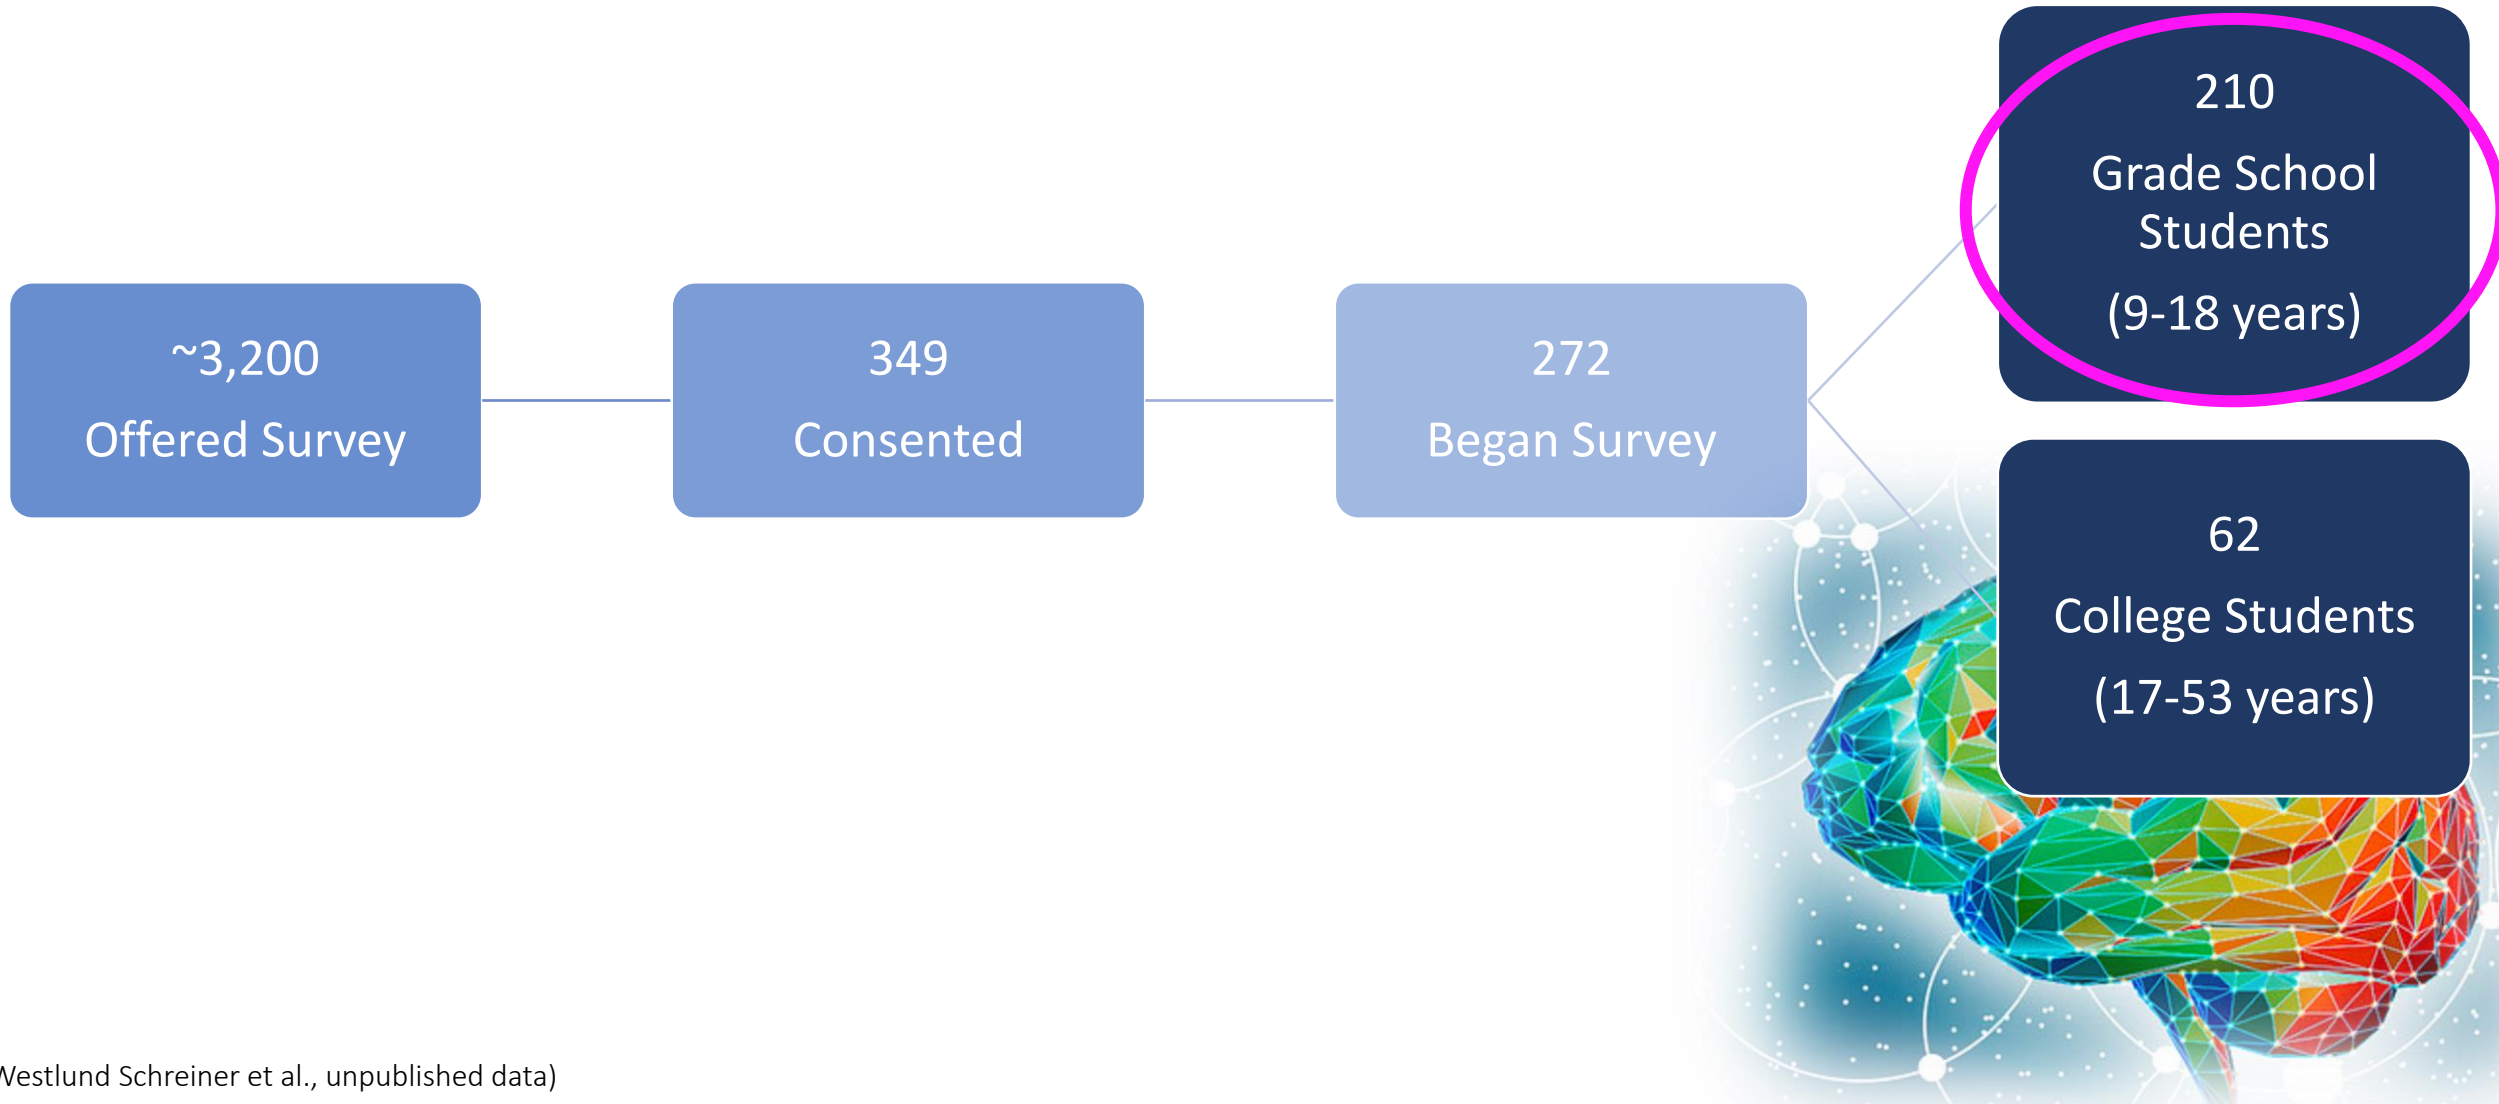 ~3,200
Offered Survey
349
Consented
272
Began Survey
210
Grade School
Students
(9-18 years)
62
College Students
(17-53 years)
Westlund Schreiner et al., unpublished data)